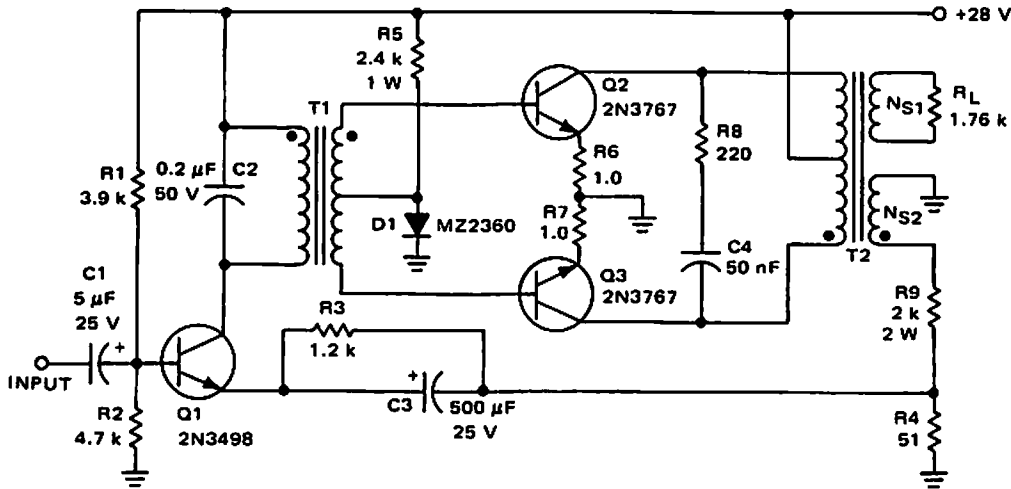 +28 V
R5
2.4 k
1 W
T1
Q2
2N3767
R8
220
NS1
RL
1.76 k
R1
3.9 k
0.2 µF
50 V
C2
R6
1.0
D1
MZ2360
R7
1.0
C4
50 nF
NS2
T2
C1
5 µF
25 V
+
Q3
2N3767
R3
1.2 k
R9
2 k
2 W
INPUT
+
C3
500 µF
25 V
R2
4.7 k
Q1
2N3498
R4
51